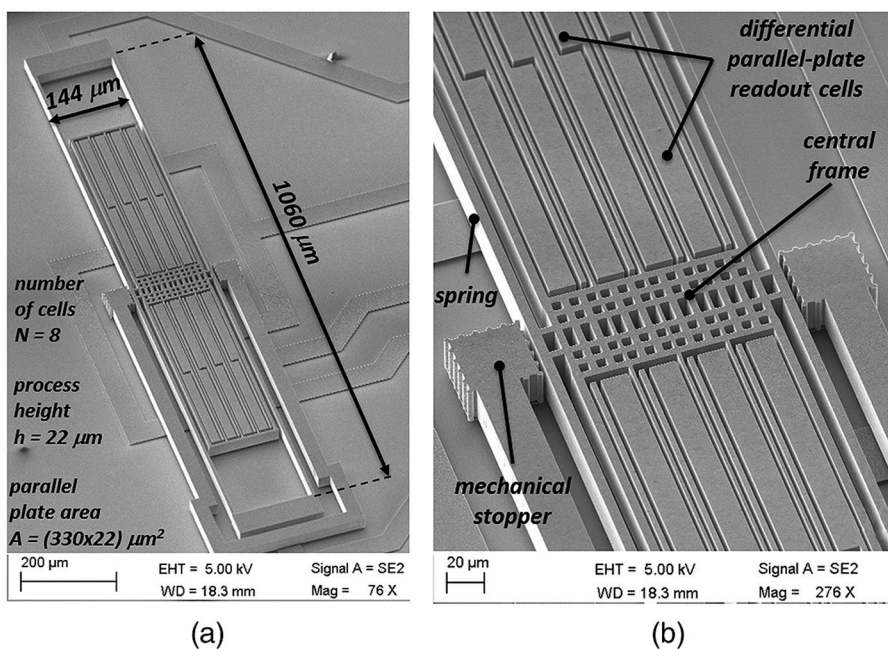 144 μm
1060 μm
number
of cells
N = 8
process
height
h = 22 μm
parallel
plate area
A = (330x22) μm²
200 μm
EHT = 5.00 kV
Signal A = SE2
WD = 18.3 mm
Mag = 76 X
(a)
differential
parallel-plate
readout cells
central
frame
spring
mechanical
stopper
20 μm
EHT = 5.00 kV
Signal A = SE2
WD = 18.3 mm
Mag = 276 X
(b)